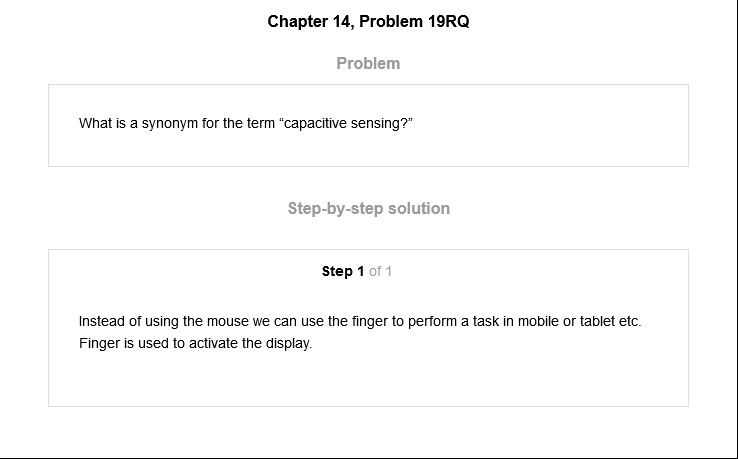 Chapter 14, Problem 19RQ
Problem
What is a synonym for the term “capacitive sensing?”
Step-by-step solution
Step 1 of 1
Instead of using the mouse we can use the finger to perform a task in mobile or tablet etc.
Finger is used to activate the display.